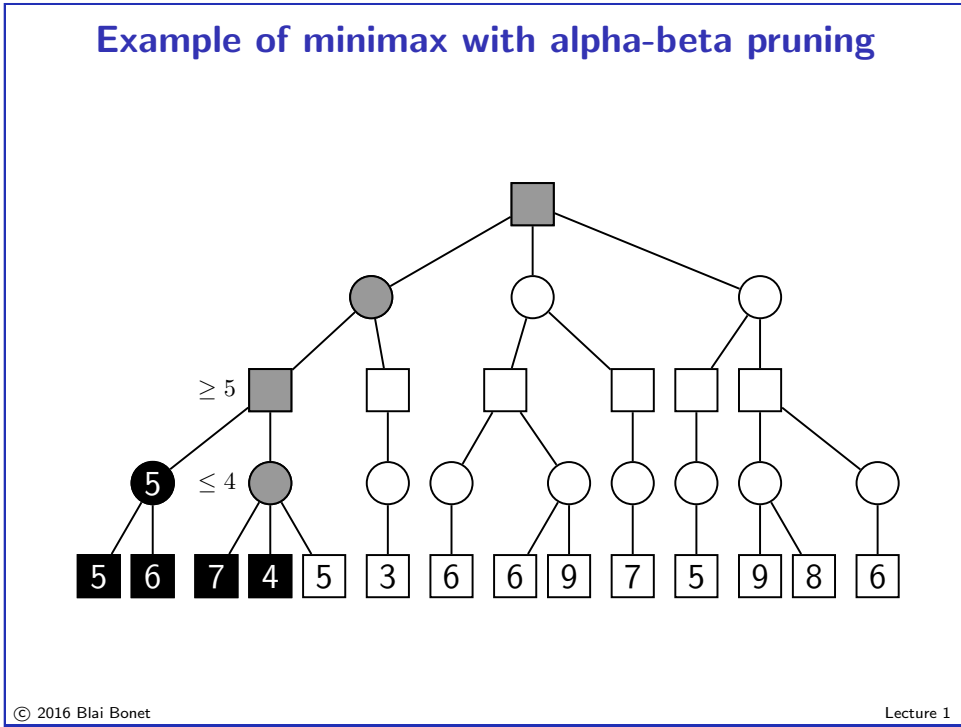 Example of minimax with alpha-beta pruning
≥ 5
5 ≤ 4
5 6 7 4 5 3 6 6 9 7 5 9 8 6
© 2016 Blai Bonet Lecture 1